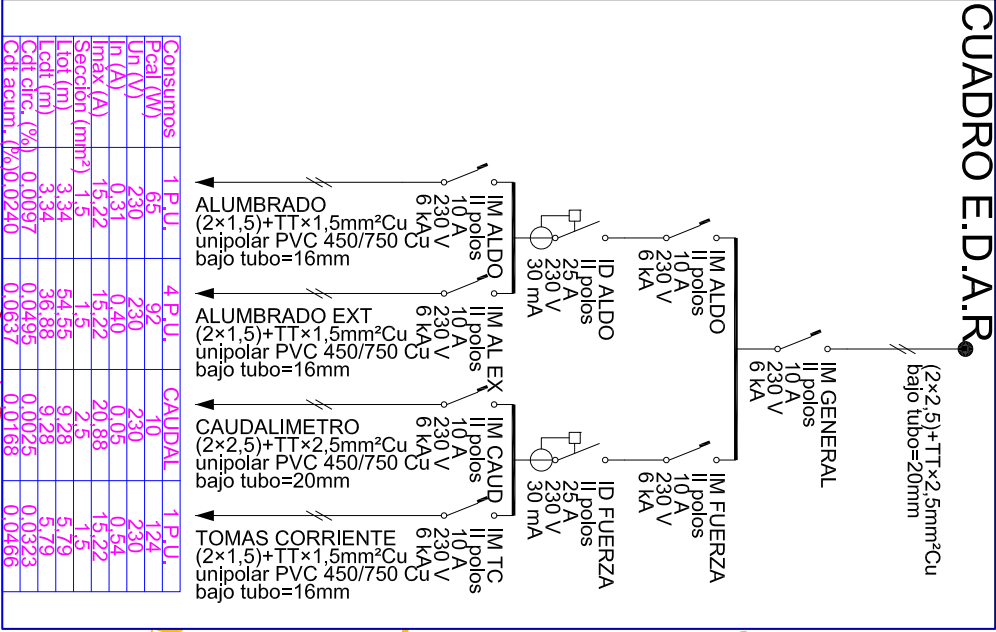 CUADRO E.D.A.R.
(2×2,5)+TT×2,5mm²Cu
bajo tubo=20mm
IM GENERAL
II polos
10 A
230 V
6 kA
IM ALDO
II polos
10 A
230 V
6 kA
IM FUERZA
II polos
10 A
230 V
6 kA
ID ALDO
II polos
25 A
230 V
30 mA
ID FUERZA
II polos
25 A
230 V
30 mA
IM ALDO
II polos
10 A
230 V
6 kA
IM AL EX
II polos
10 A
230 V
6 kA
IM CAUD
II polos
10 A
230 V
6 kA
IM TC
II polos
10 A
230 V
6 kA
ALUMBRADO
(2×1,5)+TT×1,5mm²Cu
unipolar PVC 450/750 Cu
bajo tubo=16mm
ALUMBRADO EXT
(2×1,5)+TT×1,5mm²Cu
unipolar PVC 450/750 Cu
bajo tubo=16mm
CAUDALIMETRO
(2×2,5)+TT×2,5mm²Cu
unipolar PVC 450/750 Cu
bajo tubo=20mm
TOMAS CORRIENTE
(2×1,5)+TT×1,5mm²Cu
unipolar PVC 450/750 Cu
bajo tubo=16mm
Consumos 1 P.U. 4 P.U. CAUDAL 1 P.U.
Pcal (W) 65 92 10 124
Un (V) 230 230 230 230
In (A) 0,31 0,40 0,05 0,54
Imáx (A) 15,22 15,22 20,88 15,22
Sección (mm²) 1,5 1,5 2,5 1,5
Ltot (m) 3,34 54,55 9,28 5,79
Lcdt (m) 3,34 36,88 9,28 5,79
Cdt circ. (%) 0,0097 0,0495 0,0025 0,0323
Cdt acum. (%) 0,0240 0,0637 0,0168 0,0466